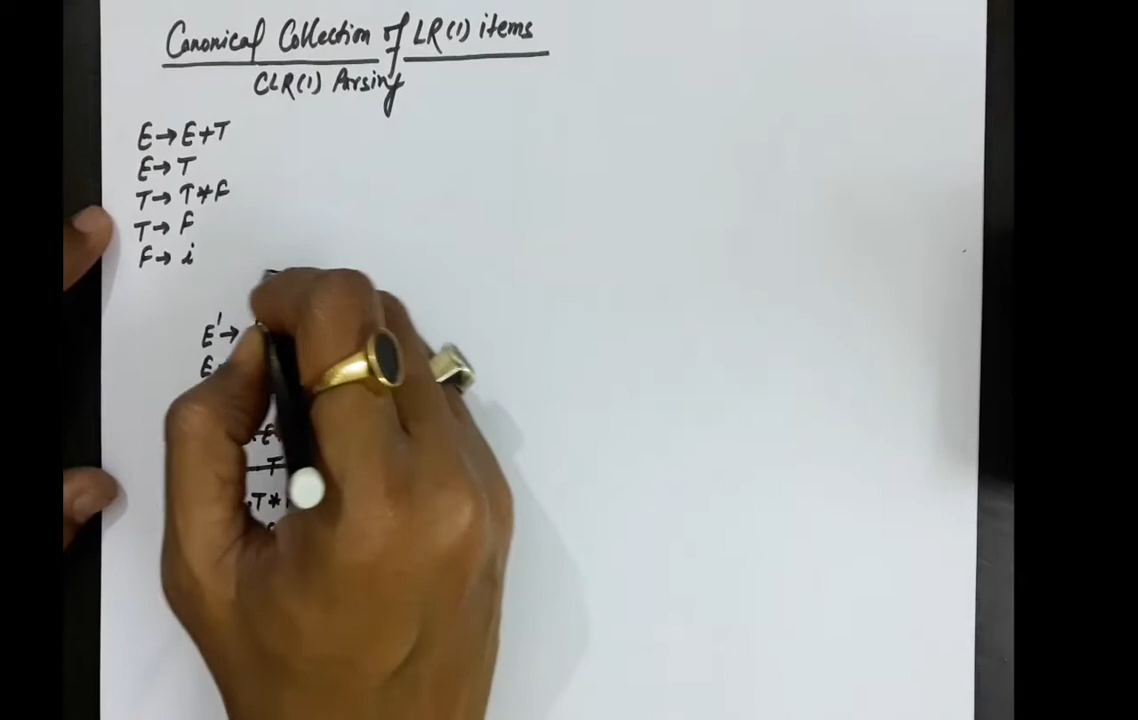 Canonical Collection of LR(1) items
CLR(1) Parsing
E→ E+T
E→ T
T→ T*F
T→ F
F→ i
E'→
E
.E
.T
.T*